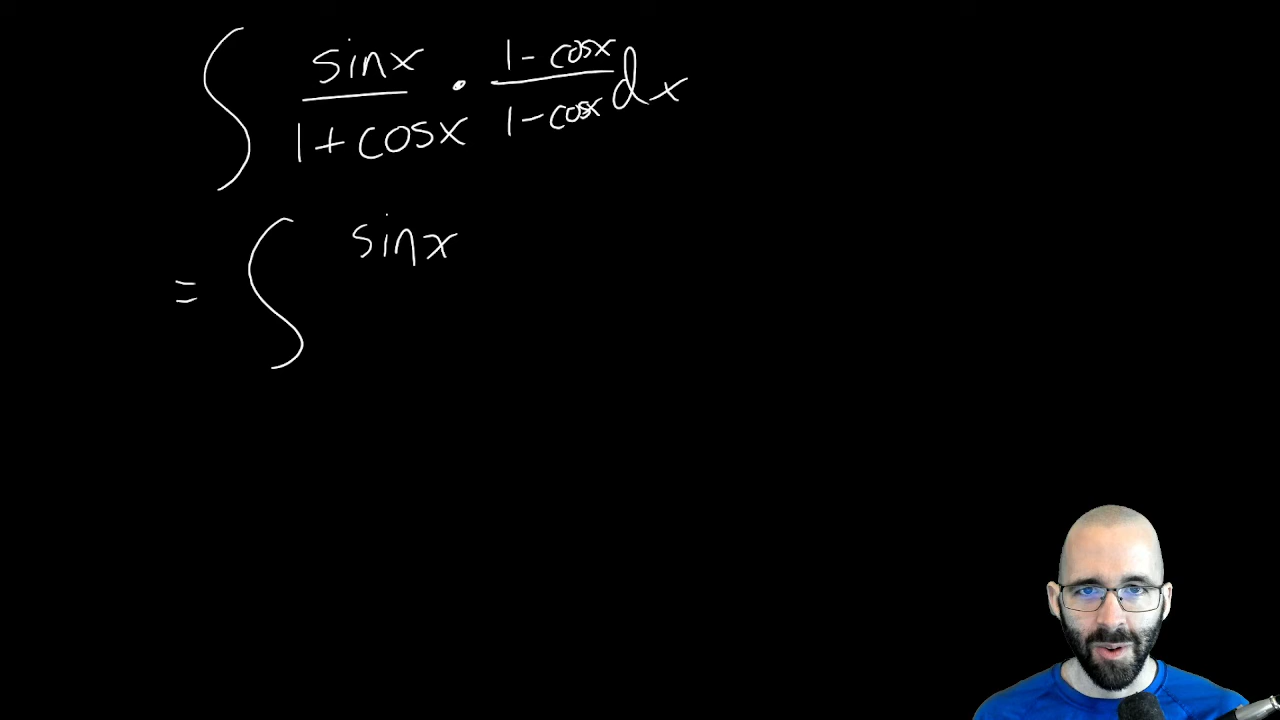 ∫ sinx/1+cosx · 1-cosx/1-cosx dx
= ∫ sinx